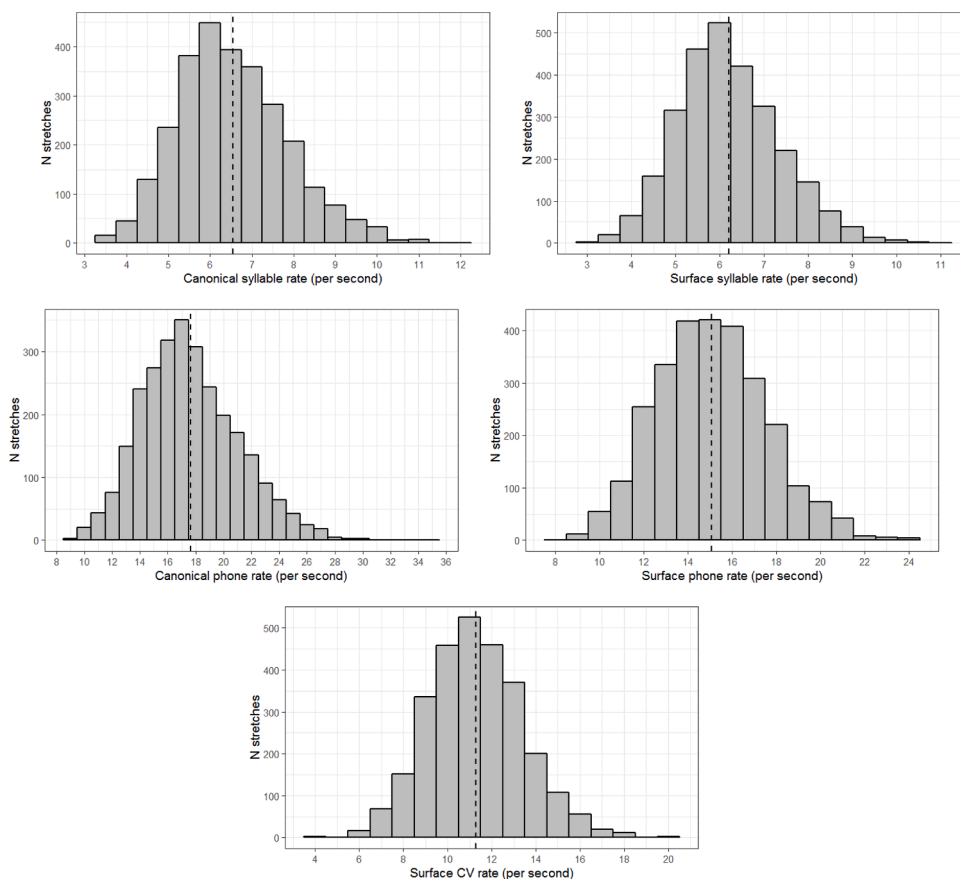 N stretches
400
300
200
100
0
3 4 5 6 7 8 9 10 11 12
Canonical syllable rate (per second)
N stretches
500
400
300
200
100
0
3 4 5 6 7 8 9 10 11
Surface syllable rate (per second)
N stretches
300
200
100
0
8 10 12 14 16 18 20 22 24 26 28 30 32 34 36
Canonical phone rate (per second)
N stretches
400
300
200
100
0
10 12 14 16 18 20 22 24
Surface phone rate (per second)
N stretches
500
400
300
200
100
0
4 6 8 10 12 14 16 18 20
Surface CV rate (per second)